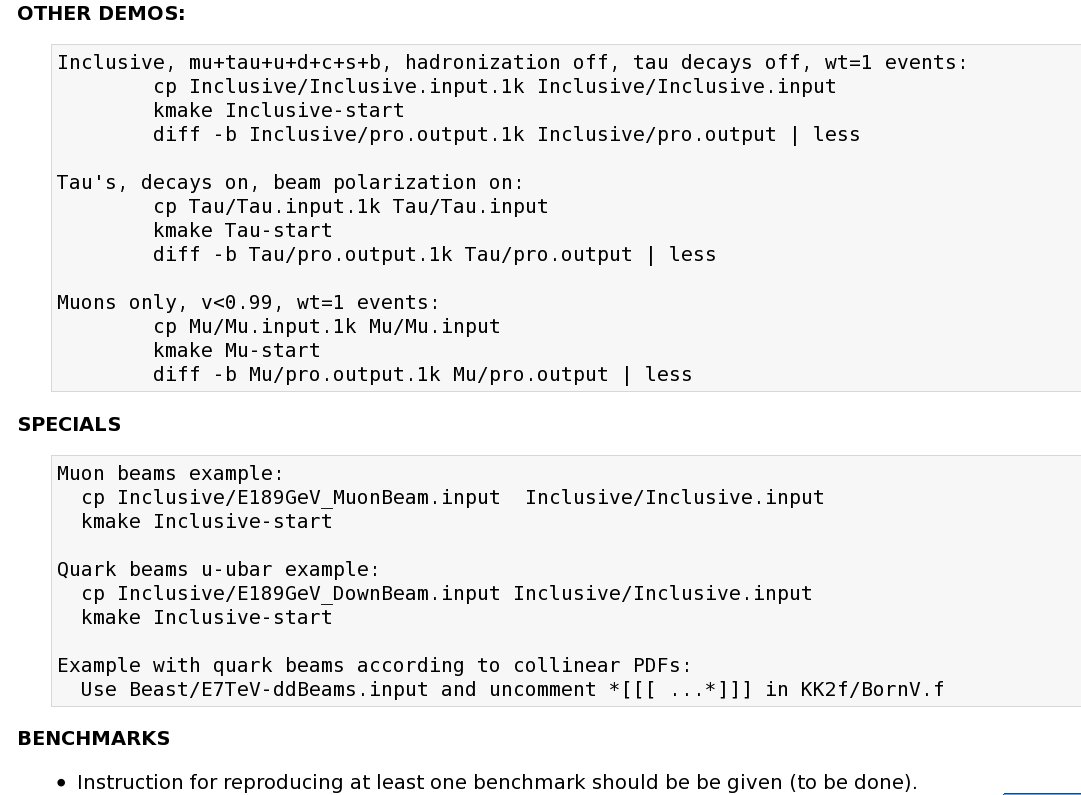 OTHER DEMOS:
Inclusive, mu+tau+u+d+c+s+b, hadronization off, tau decays off, wt=1 events:
cp Inclusive/Inclusive.input.1k Inclusive/Inclusive.input
kmake Inclusive-start
diff -b Inclusive/pro.output.1k Inclusive/pro.output | less
Tau's, decays on, beam polarization on:
cp Tau/Tau.input.1k Tau/Tau.input
kmake Tau-start
diff -b Tau/pro.output.1k Tau/pro.output | less
Muons only, v<0.99, wt=1 events:
cp Mu/Mu.input.1k Mu/Mu.input
kmake Mu-start
diff -b Mu/pro.output.1k Mu/pro.output | less
SPECIALS
Muon beams example:
cp Inclusive/E189GeV_MuonBeam.input  Inclusive/Inclusive.input
kmake Inclusive-start
Quark beams u-ubar example:
cp Inclusive/E189GeV_DownBeam.input Inclusive/Inclusive.input
kmake Inclusive-start
Example with quark beams according to collinear PDFs:
Use Beast/E7TeV-ddBeams.input and uncomment *[[[ ...*]]] in KK2f/BornV.f
BENCHMARKS
• Instruction for reproducing at least one benchmark should be be given (to be done).